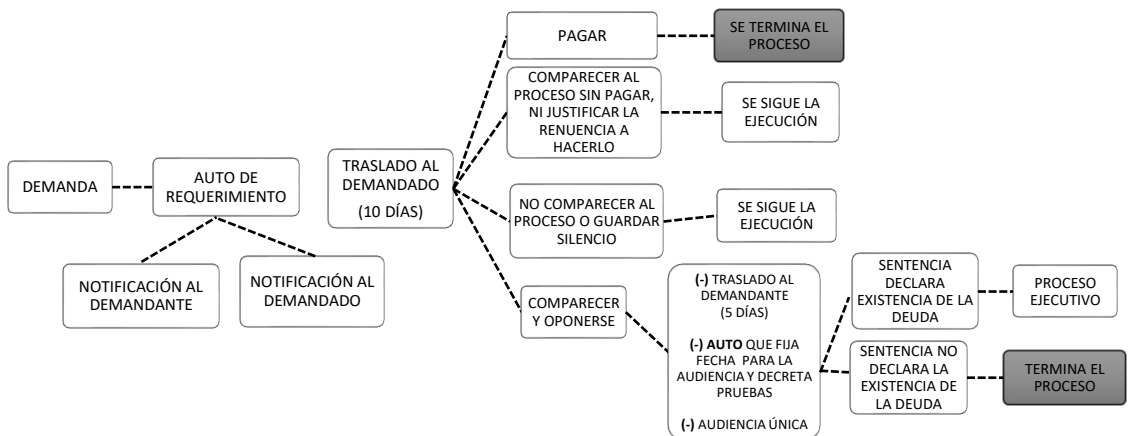 DEMANDA
AUTO DE
REQUERIMIENTO
NOTIFICACIÓN AL
DEMANDANTE
NOTIFICACIÓN AL
DEMANDADO
TRASLADO AL
DEMANDADO
(10 DÍAS)
PAGAR
SE TERMINA EL
PROCESO
COMPARECER AL
PROCESO SIN PAGAR,
NI JUSTIFICAR LA
RENUENCIA A
HACERLO
SE SIGUE LA
EJECUCIÓN
NO COMPARECER AL
PROCESO O GUARDAR
SILENCIO
SE SIGUE LA
EJECUCIÓN
COMPARECER
Y OPONERSE
(-) TRASLADO AL
DEMANDANTE
(5 DÍAS)
(-) AUTO QUE FIJA
FECHA PARA LA
AUDIENCIA Y DECRETA
PRUEBAS
(-) AUDIENCIA ÚNICA
SENTENCIA
DECLARA
EXISTENCIA DE LA
DEUDA
PROCESO
EJECUTIVO
SENTENCIA NO
DECLARA LA
EXISTENCIA DE
LA DEUDA
TERMINA EL
PROCESO